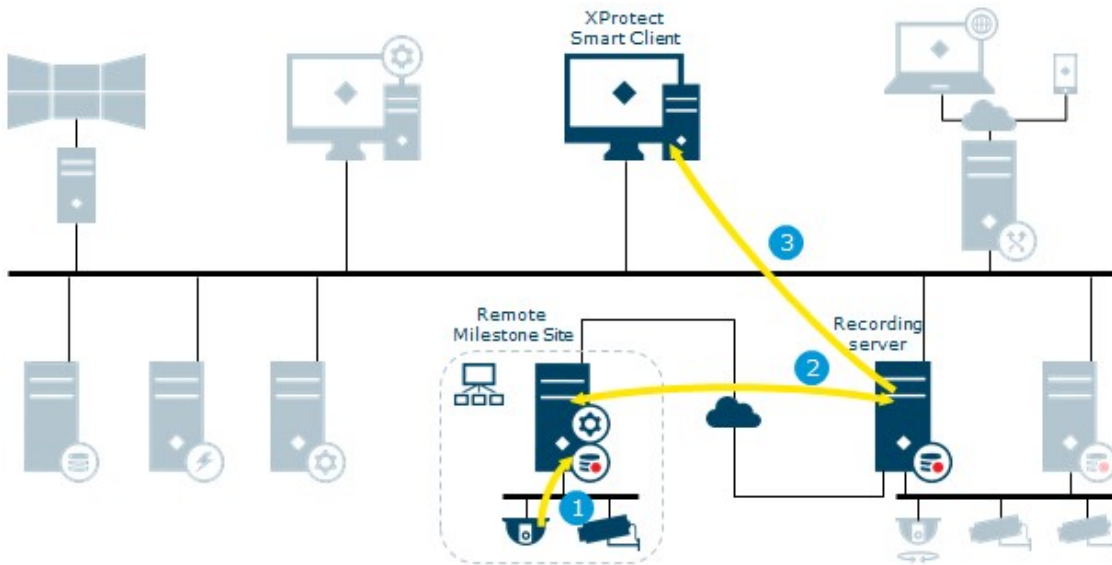 XProtect
Smart Client
3
Remote
Milestone Site
Recording
server
2
1